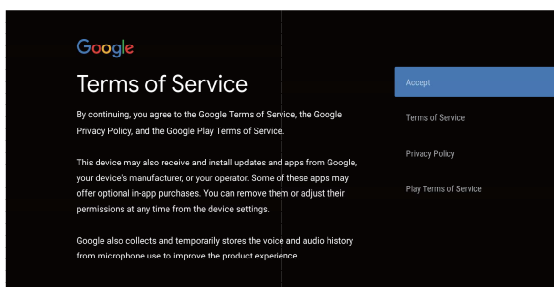 Google
Terms of Service
By continuing, you agree to the Google Terms of Service, the Google
Privacy Policy, and the Google Play Terms of Service.
This device may also receive and install updates and apps from Google,
your device's manufacturer, or your operator. Some of these apps may
offer optional in-app purchases. You can remove them or adjust their
permissions at any time from the device settings.
Google also collects and temporarily stores the voice and audio history
from microphone use to improve the product experience
Accept
Terms of Service
Privacy Policy
Play Terms of Service